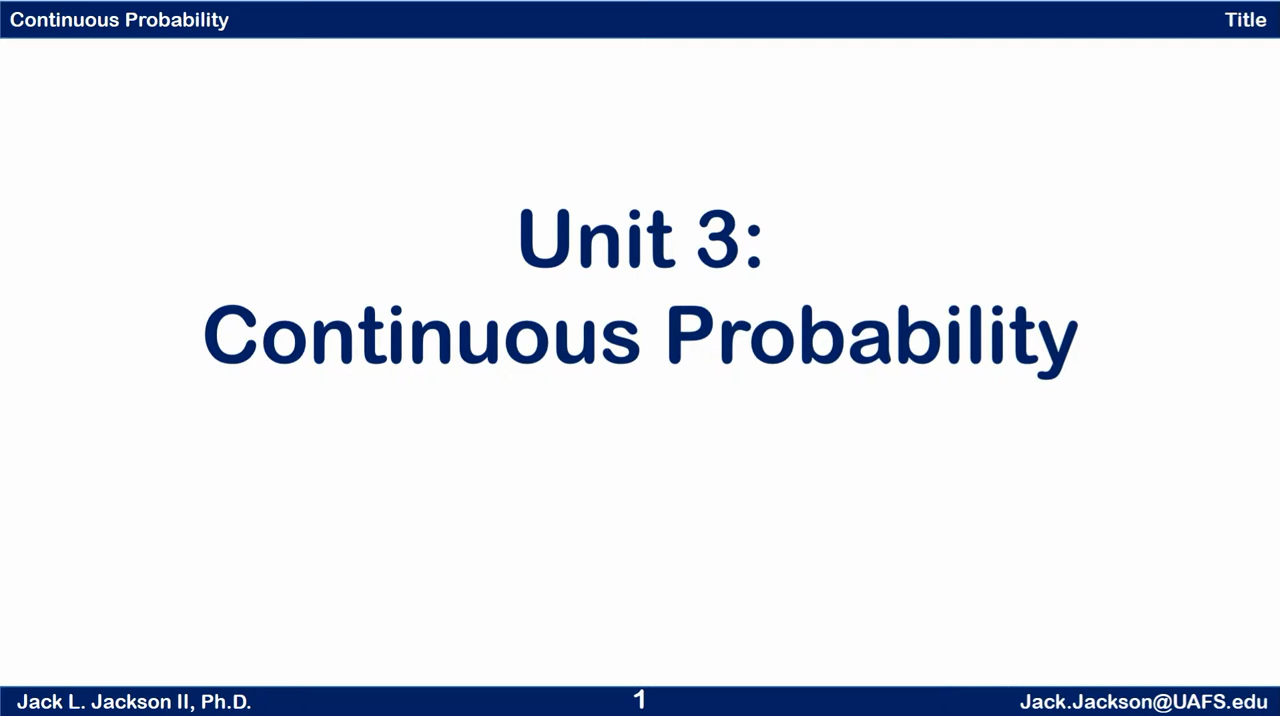 Continuous Probability
Title
Unit 3:
Continuous Probability
Jack L. Jackson II, Ph.D.
1
Jack.Jackson@UAFS.edu